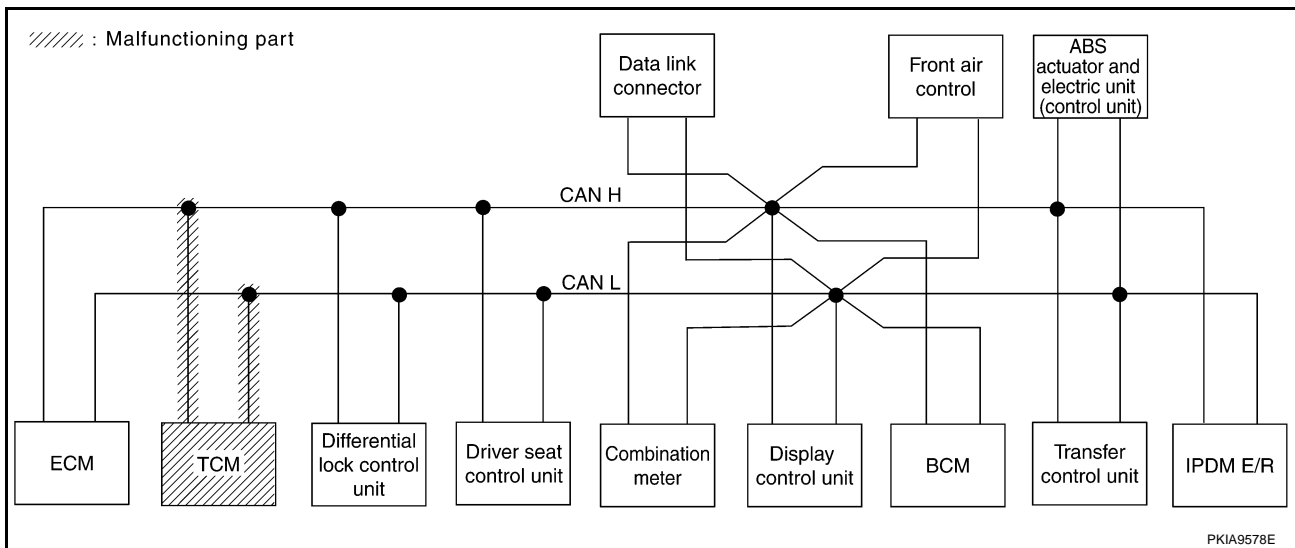 : Malfunctioning part
Data link
connector
Front air
control
ABS
actuator and
electric unit
(control unit)
CAN H
CAN L
ECM
TCM
Differential
lock control
unit
Driver seat
control unit
Combination
meter
Display
control unit
BCM
Transfer
control unit
IPDM E/R
PKIA9578E